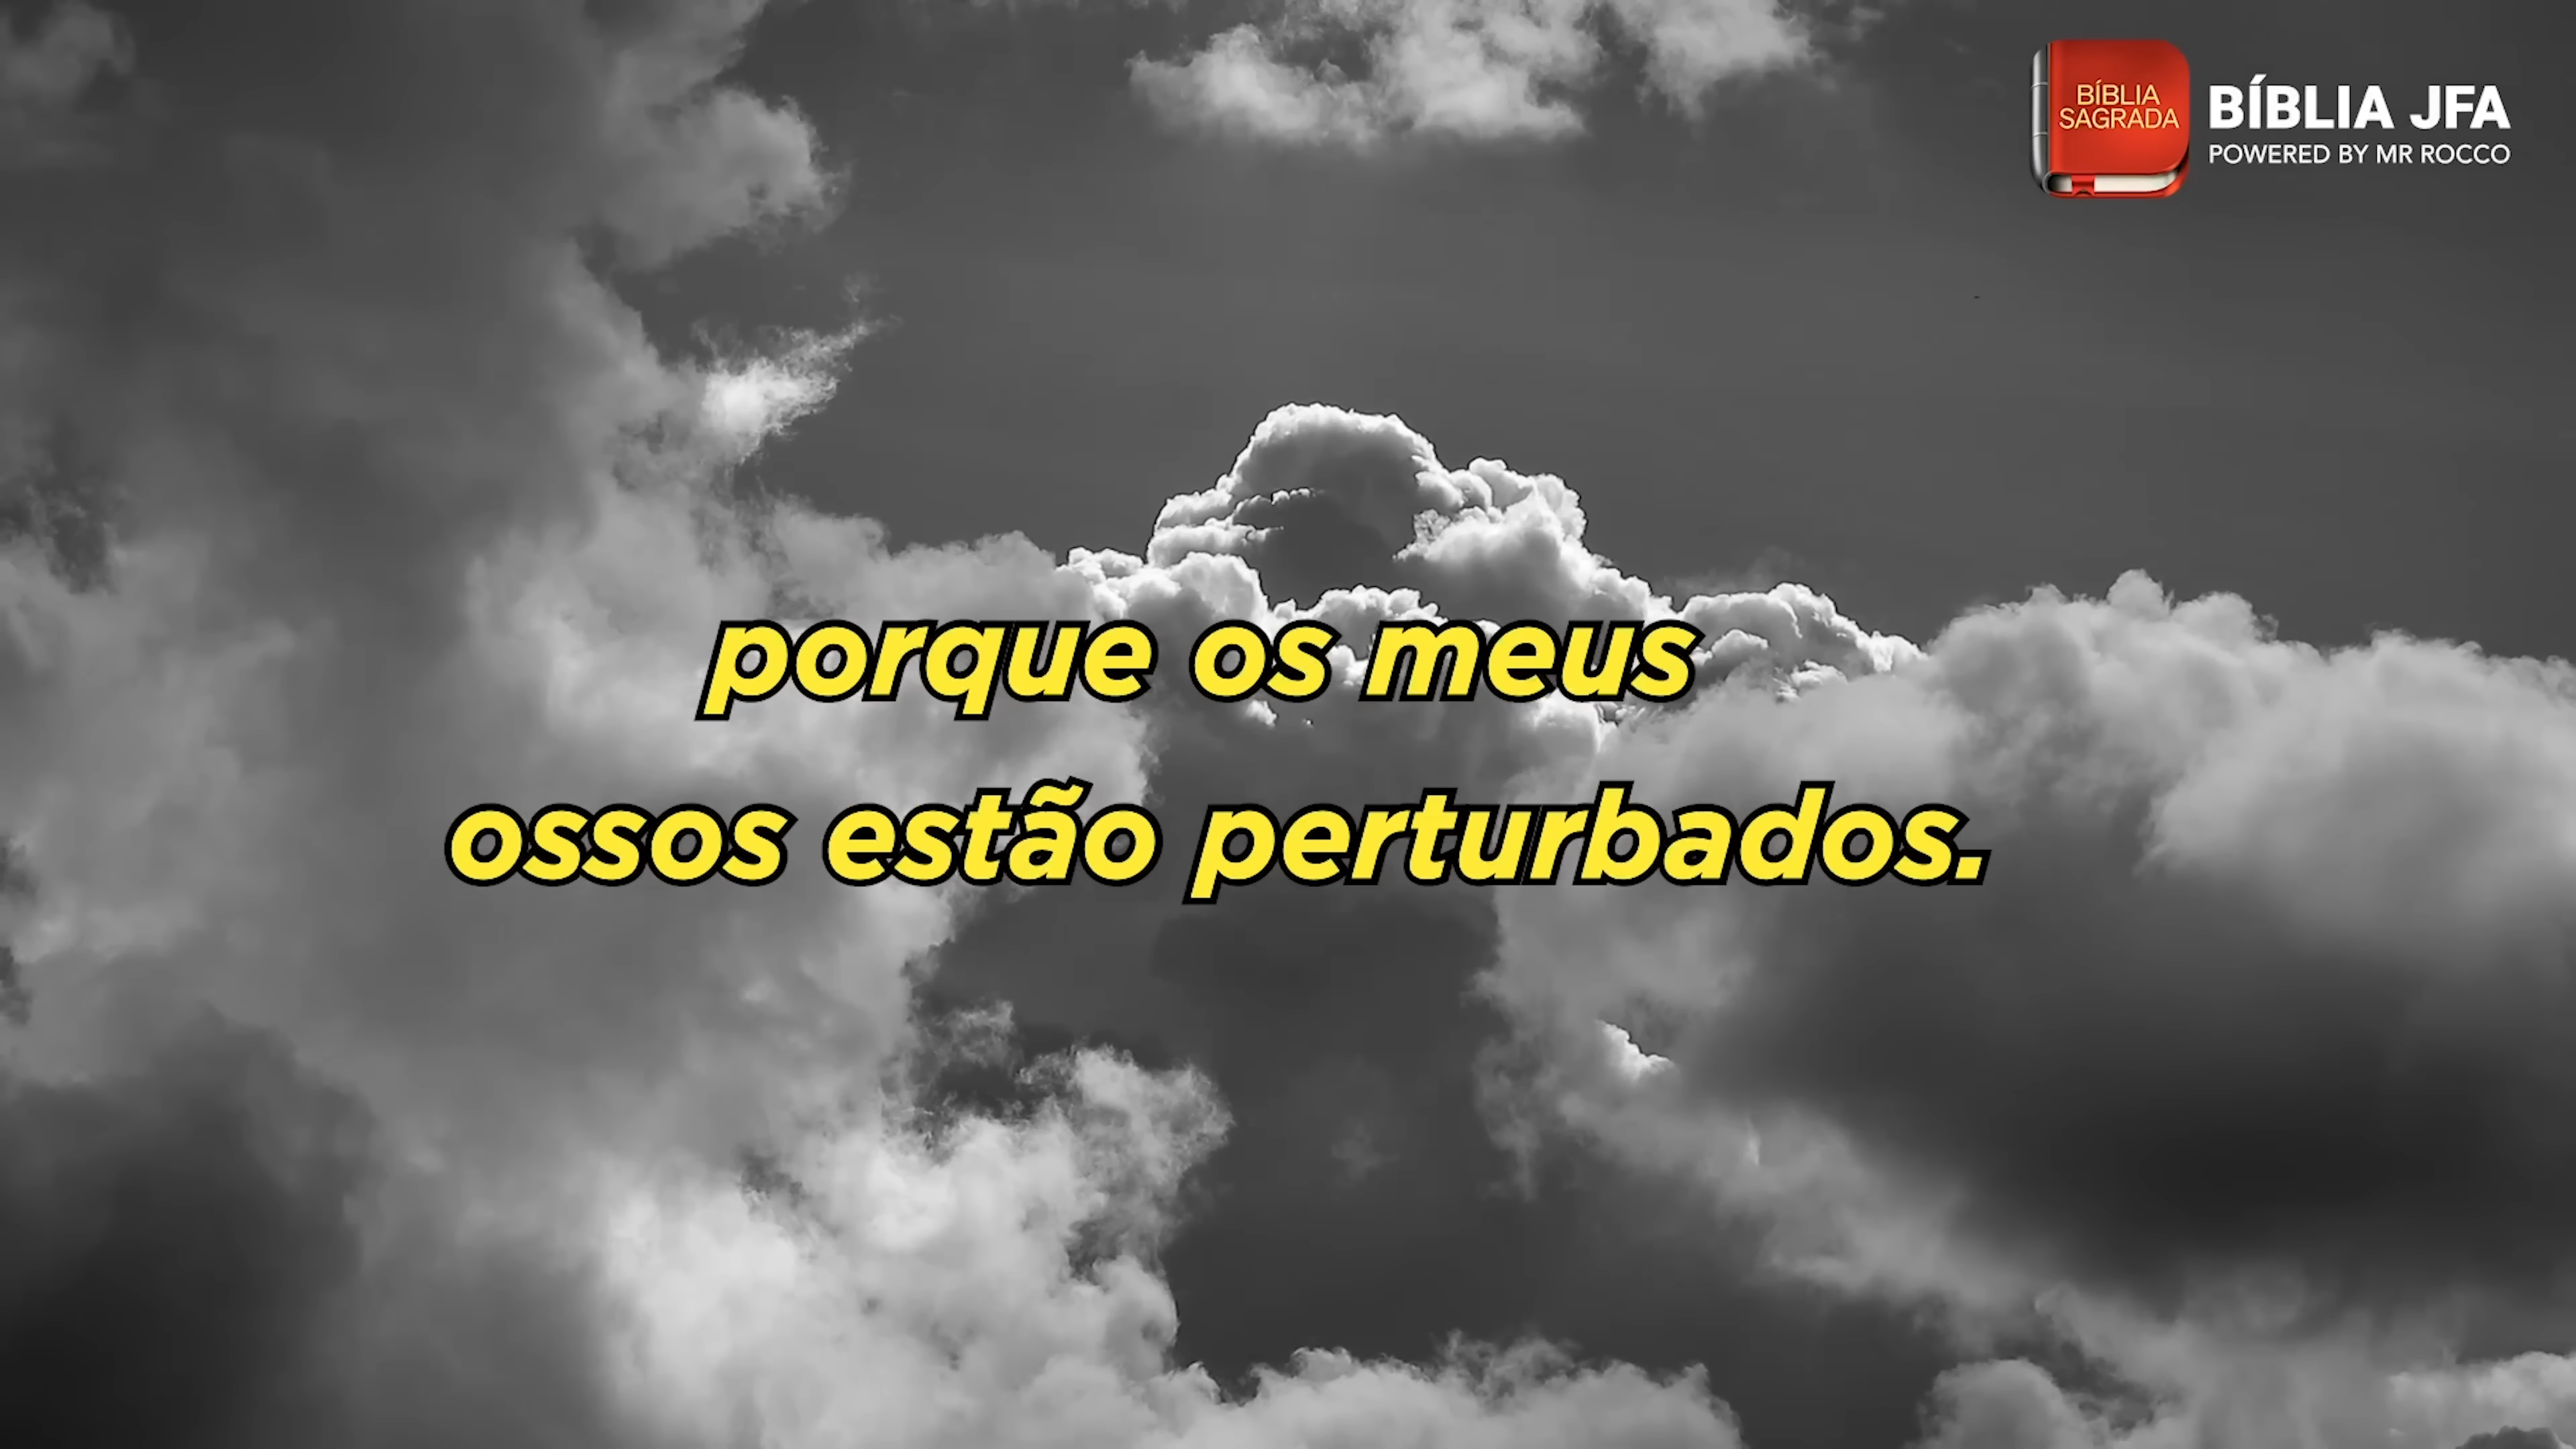 BÍBLIA
SAGRADA
BÍBLIA JFA
POWERED BY MR ROCCO
porque os meus
ossos estão perturbados.